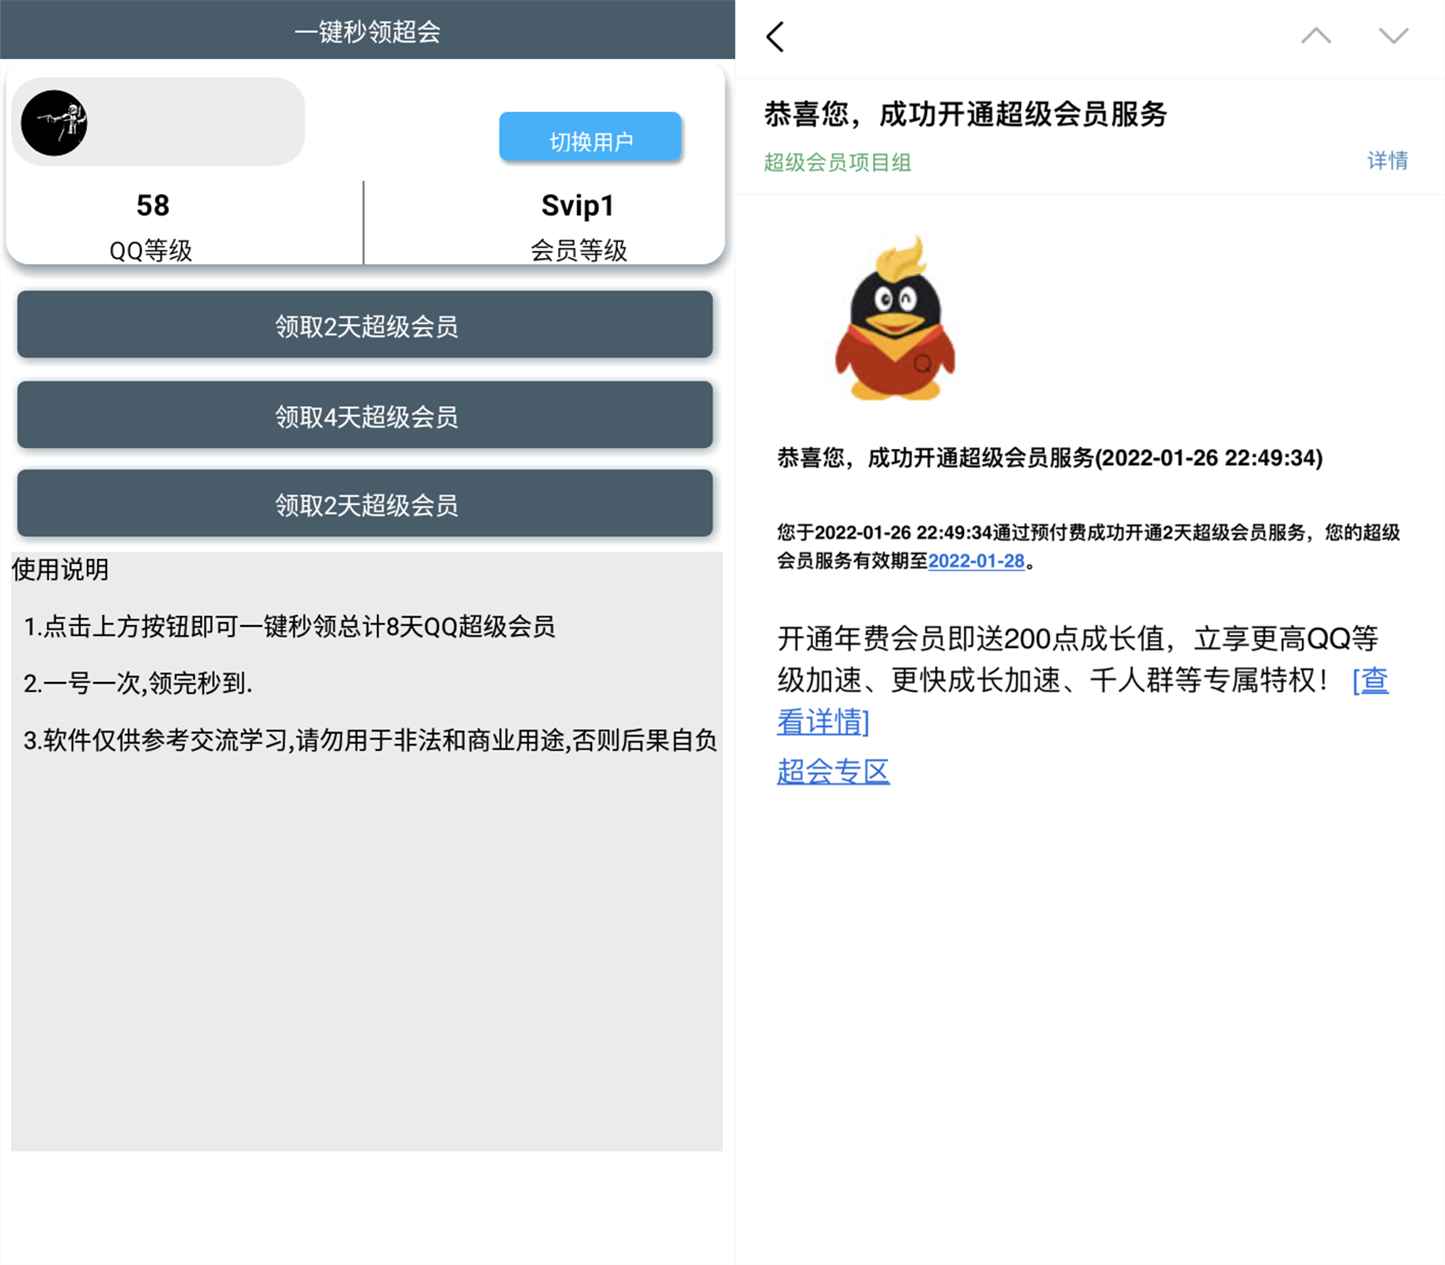 一键秒领超会
切换用户
58
Svip1
QQ等级
会员等级
领取2天超级会员
领取4天超级会员
领取2天超级会员
使用说明
1.点击上方按钮即可一键秒领总计8天QQ超级会员
2.一号一次,领完秒到.
3.软件仅供参考交流学习,请勿用于非法和商业用途,否则后果自负
恭喜您，成功开通超级会员服务
超级会员项目组
详情
恭喜您，成功开通超级会员服务(2022-01-26 22:49:34)
您于2022-01-26 22:49:34通过预付费成功开通2天超级会员服务，您的超级
会员服务有效期至2022-01-28。
开通年费会员即送200点成长值，立享更高QQ等
级加速、更快成长加速、千人群等专属特权！ [查
看详情]
超会专区